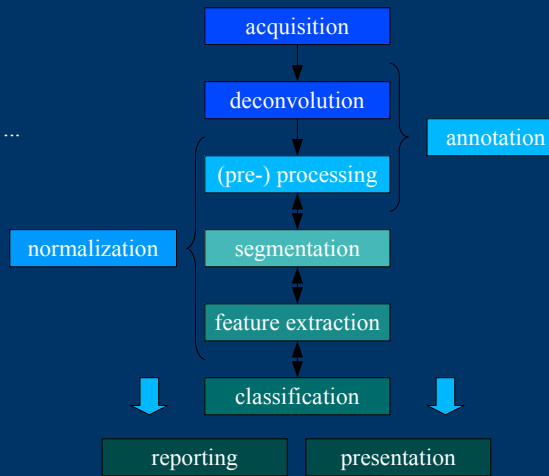 acquisition
deconvolution
...
annotation
(pre-) processing
normalization
segmentation
feature extraction
classification
reporting
presentation